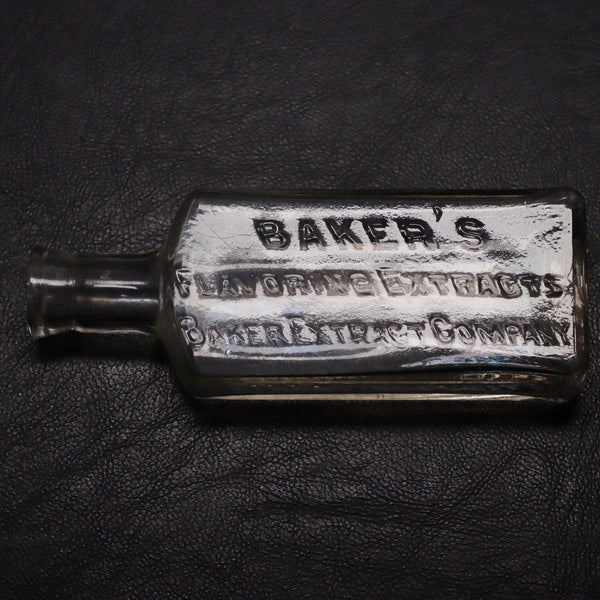 BAKER'S
FLAVORING EXTRACTS
BAKER EXTRACT COMPANY